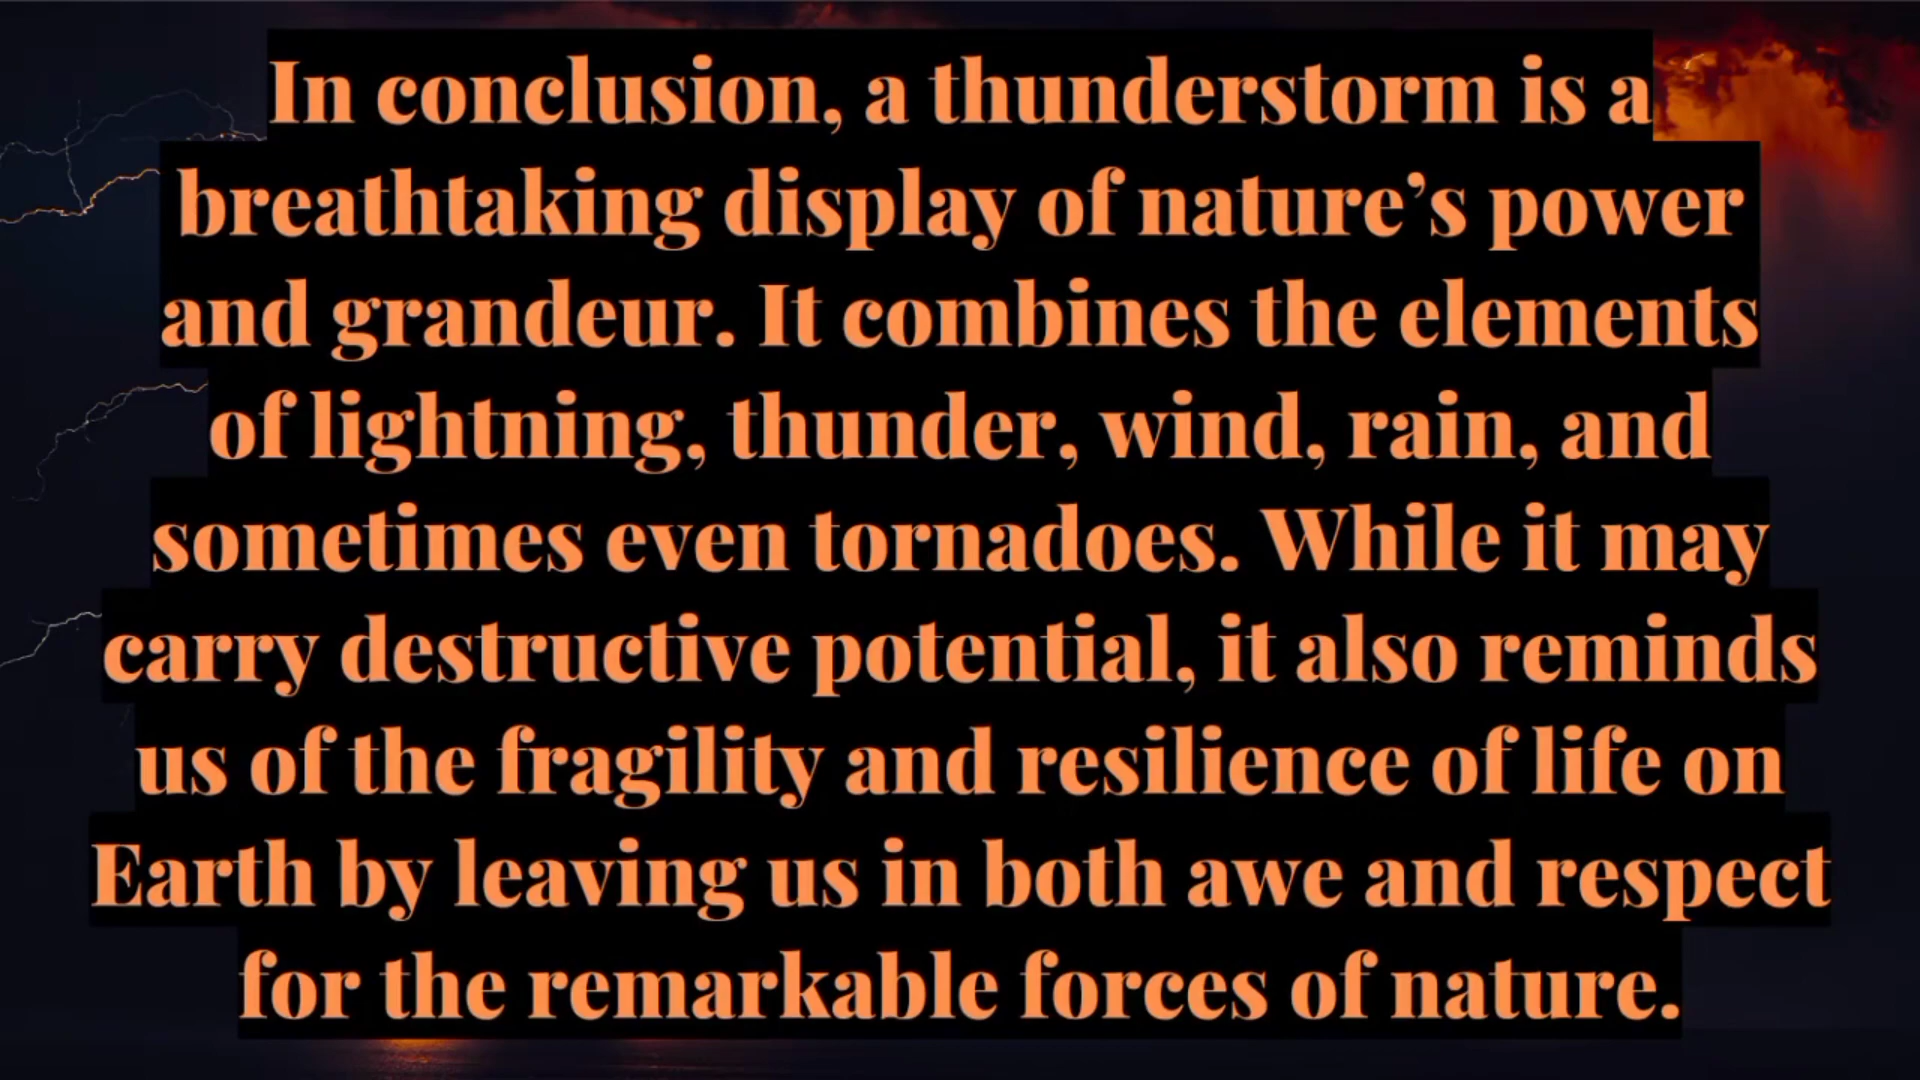 In conclusion, a thunderstorm is a
breathtaking display of nature’s power
and grandeur. It combines the elements
of lightning, thunder, wind, rain, and
sometimes even tornadoes. While it may
carry destructive potential, it also reminds
us of the fragility and resilience of life on
Earth by leaving us in both awe and respect
for the remarkable forces of nature.